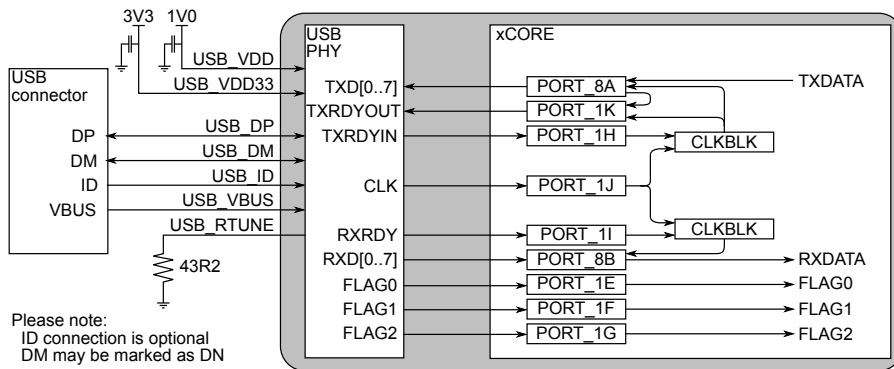 3V3
1V0
USB
connector
DP
DM
ID
VBUS
USB_VDD
USB_VDD33
USB_DP
USB_DM
USB_ID
USB_VBUS
USB_RTUNE
43R2
Please note:
ID connection is optional
DM may be marked as DN
USB
PHY
TXD[0..7]
TXRDYOUT
TXRDYIN
CLK
RXRDY
RXD[0..7]
FLAG0
FLAG1
FLAG2
xCORE
PORT_8A
PORT_1K
PORT_1H
PORT_1J
PORT_1I
PORT_8B
PORT_1E
PORT_1F
PORT_1G
CLKBLK
CLKBLK
TXDATA
RXDATA
FLAG0
FLAG1
FLAG2